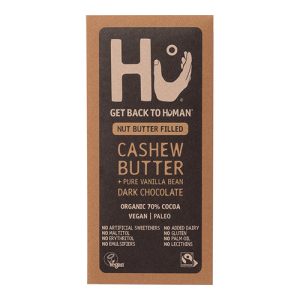 HU
GET BACK TO HUMAN®
NUT BUTTER FILLED
CASHEW
BUTTER
+ PURE VANILLA BEAN
DARK CHOCOLATE
ORGANIC 70% COCOA
VEGAN | PALEO
NO ARTIFICIAL SWEETENERS NO ADDED DAIRY
NO MALTITOL NO GLUTEN
NO ERYTHRITOL NO PALM OIL
NO EMULSIFIERS NO LECITHINS
Vegan
FAIRTRADE